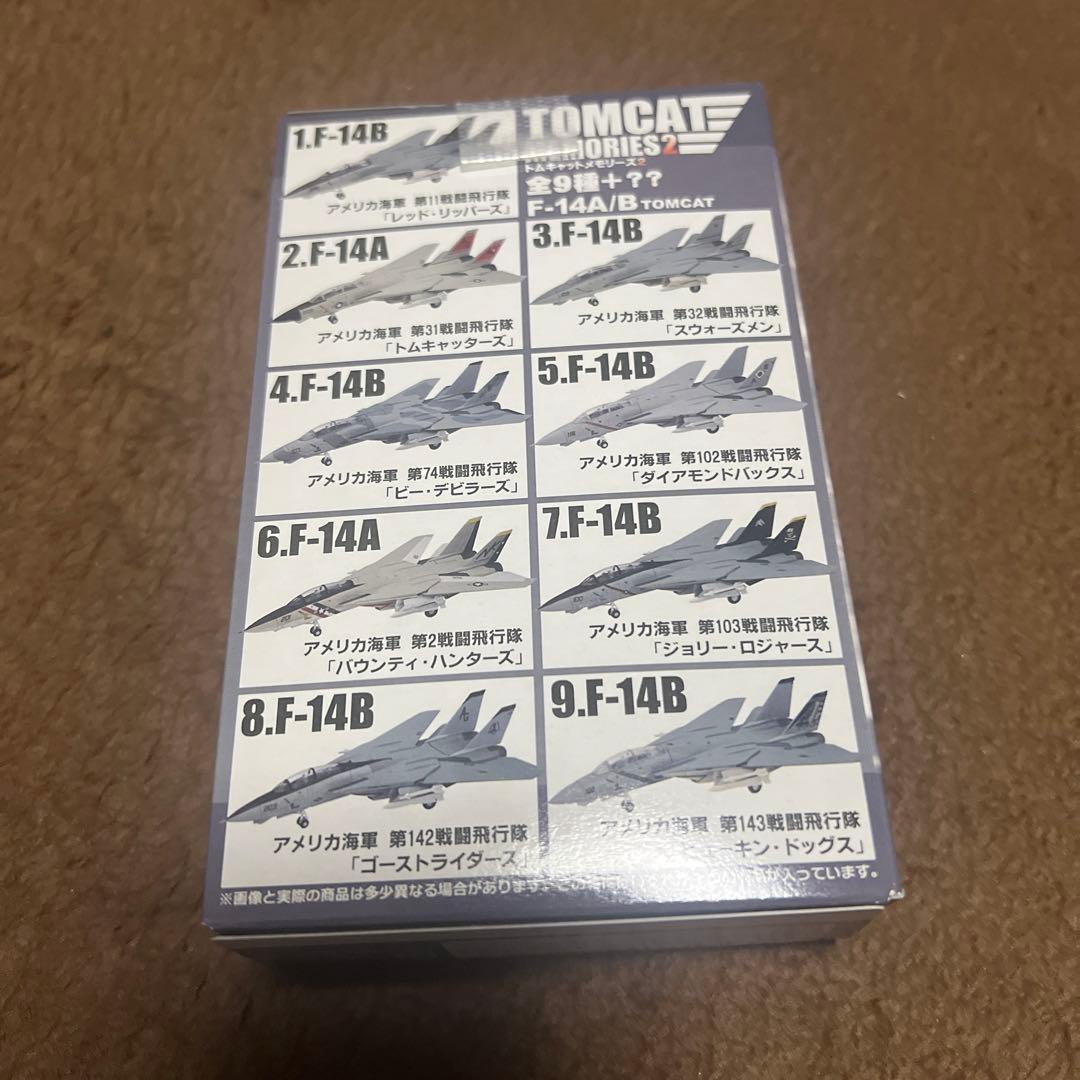 1.F-14B
アメリカ海軍 第11戦闘飛行隊
「レッド・リッパーズ」
TOMCAT
MORIES2
トムキャットメモリーズ2
全9種+??
F-14A/B TOMCAT
2.F-14A
アメリカ海軍 第31戦闘飛行隊
「トムキャッターズ」
3.F-14B
アメリカ海軍 第32戦闘飛行隊
「スウォーズメン」
4.F-14B
アメリカ海軍 第74戦闘飛行隊
「ビー・デビラーズ」
5.F-14B
アメリカ海軍 第102戦闘飛行隊
「ダイアモンドバックス」
6.F-14A
アメリカ海軍 第2戦闘飛行隊
「バウンティ・ハンターズ」
7.F-14B
アメリカ海軍 第103戦闘飛行隊
「ジョリー・ロジャース」
8.F-14B
アメリカ海軍 第142戦闘飛行隊
「ゴーストライダース
9.F-14B
アメリカ海軍 第143戦闘飛行隊
ーキン・ドッグス」
※画像と実際の商品は多少異なる場合があります。 が入っています。